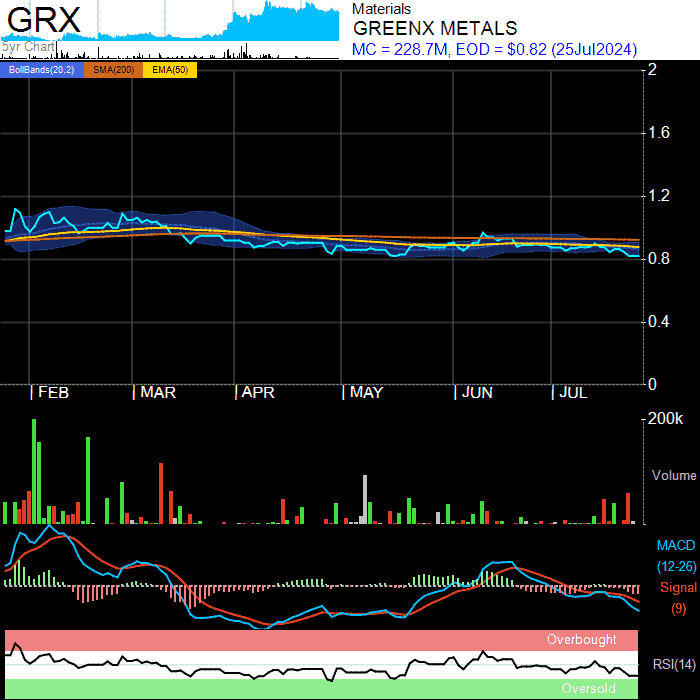 GRX
5yr Chart
Materials
GREENX METALS
MC = 228.7M, EOD = $0.82 (25Jul2024)
BollBands(20,2) SMA(200) EMA(50)
2
1.6
1.2
0.8
0.4
0
| FEB | MAR | APR | MAY | JUN | JUL
200k
Volume
MACD
(12-26)
Signal
(9)
Overbought
RSI(14)
Oversold